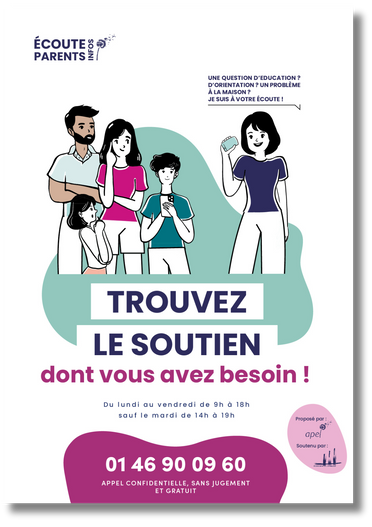 ÉCOUTE
PARENTS
INFOS
UNE QUESTION D'EDUCATION ?
D'ORIENTATION ? UN PROBLÈME
À LA MAISON ?
JE SUIS À VOTRE ÉCOUTE !
TROUVEZ
LE SOUTIEN
dont vous avez besoin !
Du lundi au vendredi de 9h à 18h
sauf le mardi de 14h à 19h
01 46 90 09 60
APPEL CONFIDENTIELLE, SANS JUGEMENT
ET GRATUIT
Proposé par :
apel
Soutenu par :